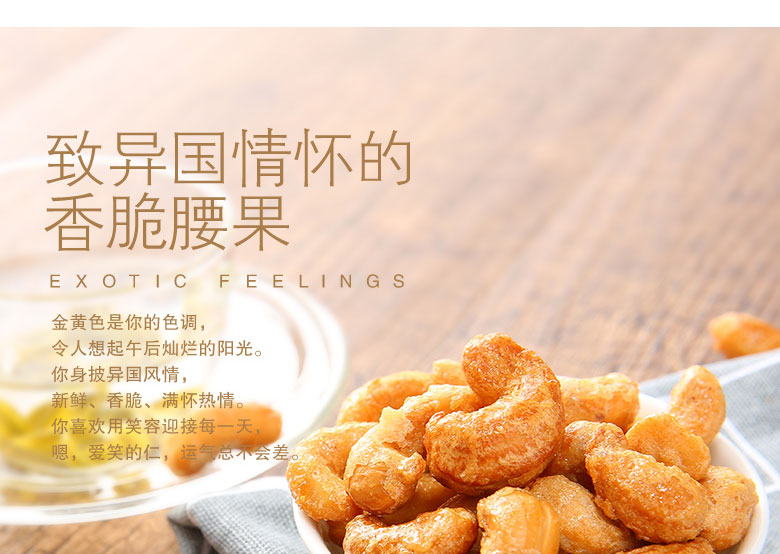 致异国情怀的
香脆腰果
EXOTIC FEELINGS
金黄色是你的色调，
令人想起午后灿烂的阳光。
你身披异国风情，
新鲜、香脆、满怀热情。
你喜欢用笑容迎接每一天，
嗯，爱笑的仁，运气总不会差。